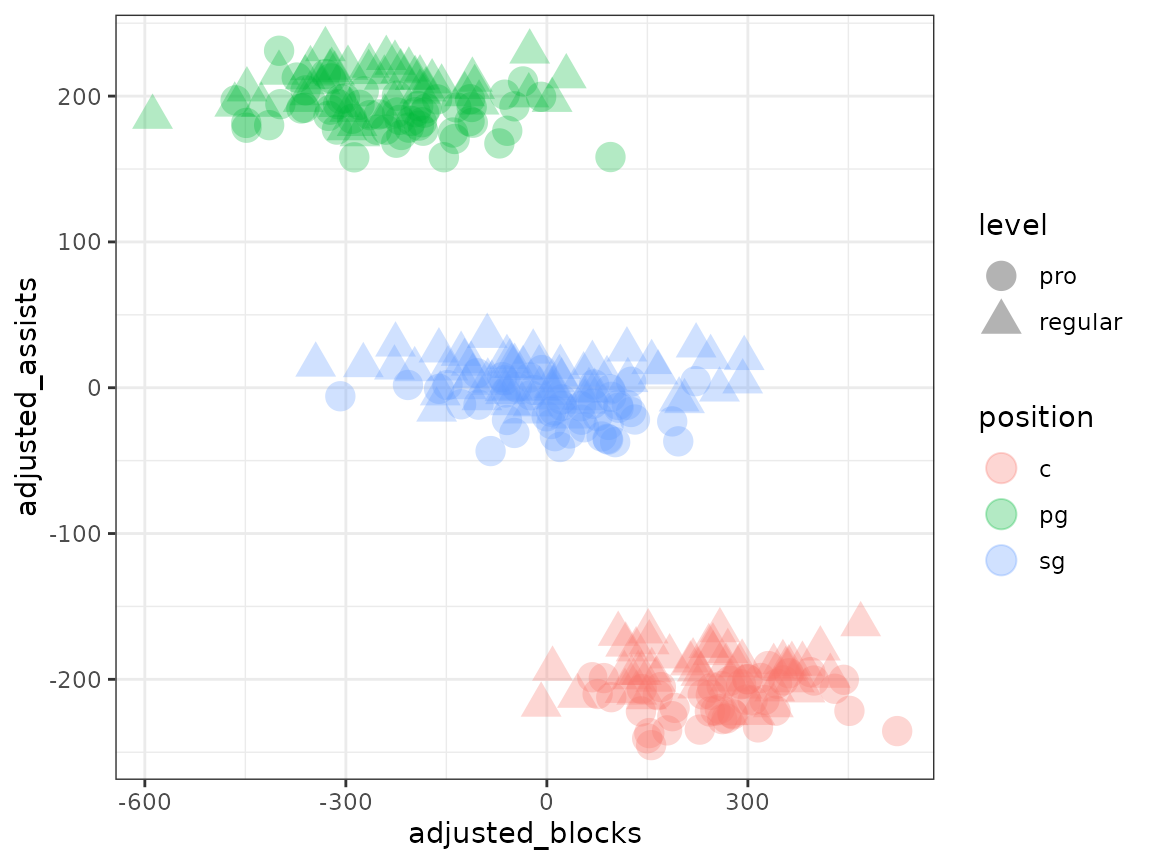 200
100
0
-100
-200
adjusted_assists
-600
-300
0
300
adjusted_blocks
level
pro
regular
position
c
pg
sg